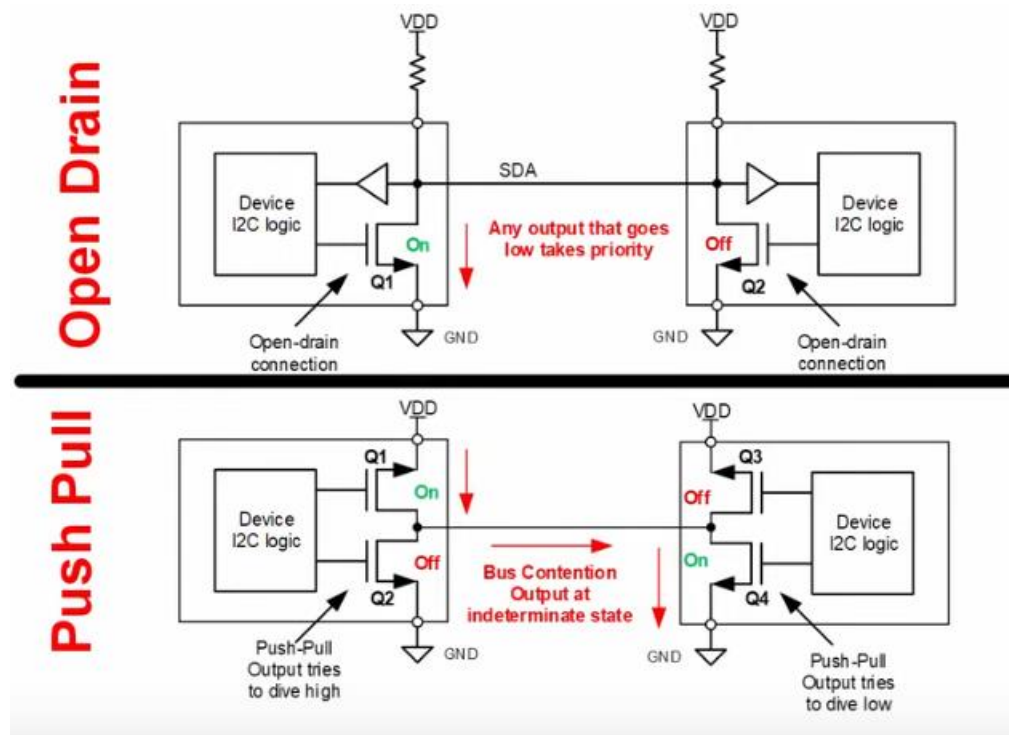 Open Drain
VDD
VDD
Device
I2C logic
SDA
Device
I2C logic
On
Any output that goes
low takes priority
Off
Q1
Q2
GND
GND
Open-drain
connection
Open-drain
connection
Push Pull
VDD
VDD
Q1
Q3
On
Off
Device
I2C logic
Device
I2C logic
Off
On
Bus Contention
Output at
indeterminate state
Q2
Q4
GND
GND
Push-Pull
Output tries
to dive high
Push-Pull
Output tries
to dive low